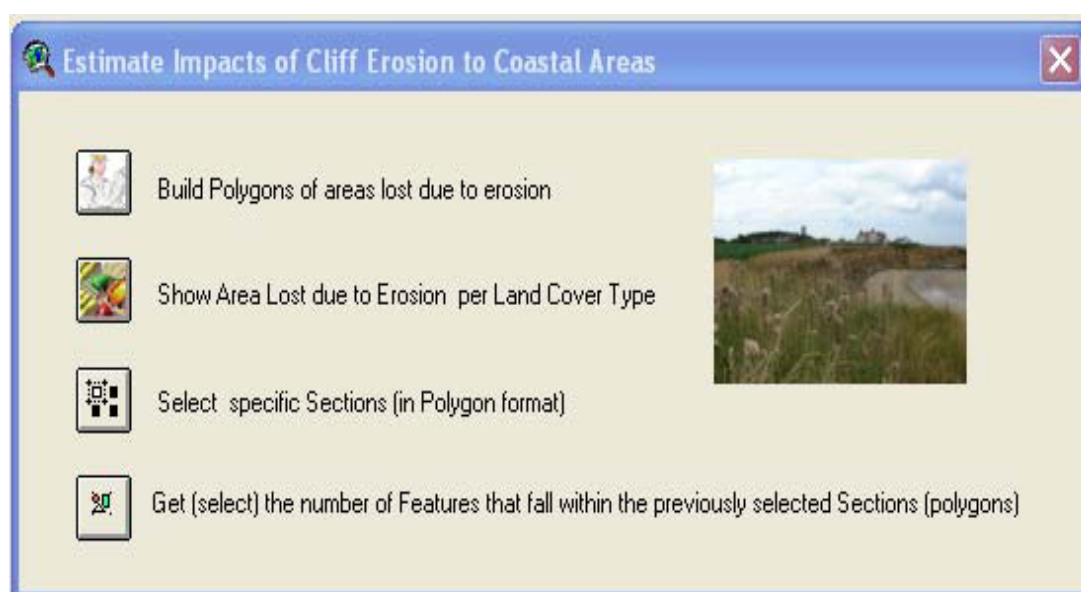 Estimate Impacts of Cliff Erosion to Coastal Areas
Build Polygons of areas lost due to erosion
Show Area Lost due to Erosion per Land Cover Type
Select specific Sections (in Polygon format)
Get (select) the number of Features that fall within the previously selected Sections (polygons)